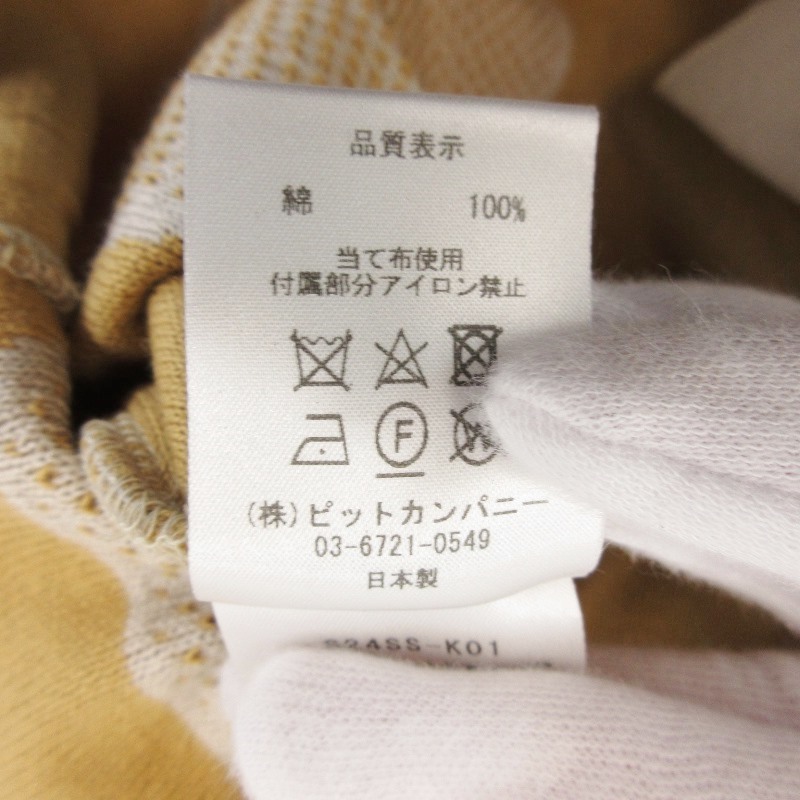 品質表示
綿 100%
当て布使用
付属部分アイロン禁止
F W
(株)ピットカンパニー
03-6721-0549
日本製
S24SS-K01